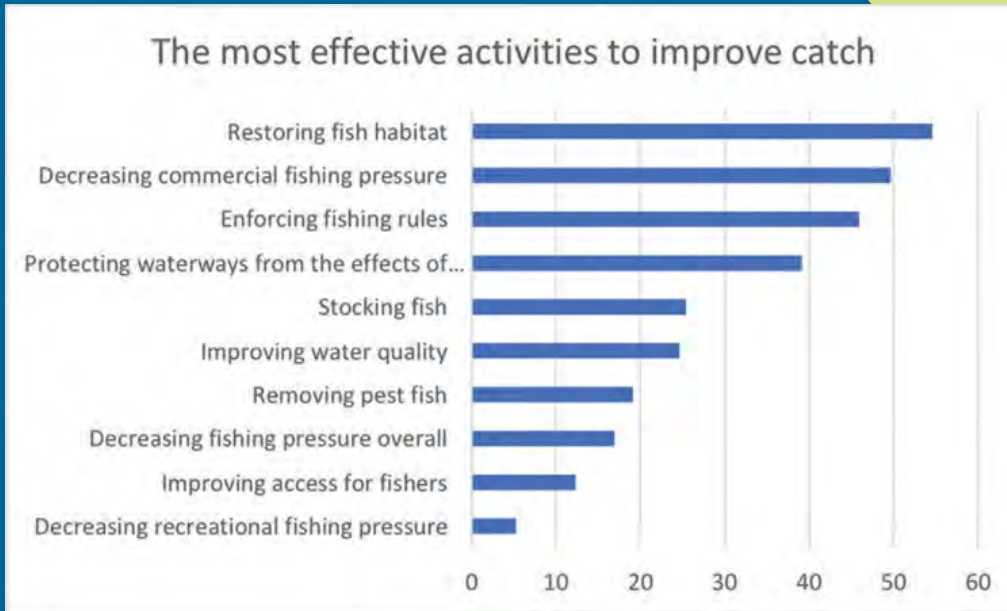 The most effective activities to improve catch
Restoring fish habitat
Decreasing commercial fishing pressure
Enforcing fishing rules
Protecting waterways from the effects of...
Stocking fish
Improving water quality
Removing pest fish
Decreasing fishing pressure overall
Improving access for fishers
Decreasing recreational fishing pressure
0 10 20 30 40 50 60